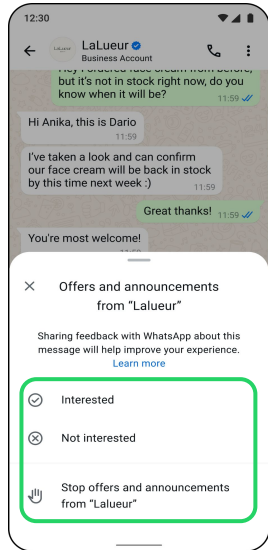 12:30
LaLueur
Business Account
Hey I ordered face cream from before,
but it's not in stock right now, do you
know when it will be?
11:59
Hi Anika, this is Dario
11:59
I've taken a look and can confirm
our face cream will be back in stock
by this time next week :)
11:59
Great thanks!
11:59
You're most welcome!
Offers and announcements
from “Lalueur”
Sharing feedback with WhatsApp about this
message will help improve your experience.
Learn more
Interested
Not interested
Stop offers and announcements
from “Lalueur”